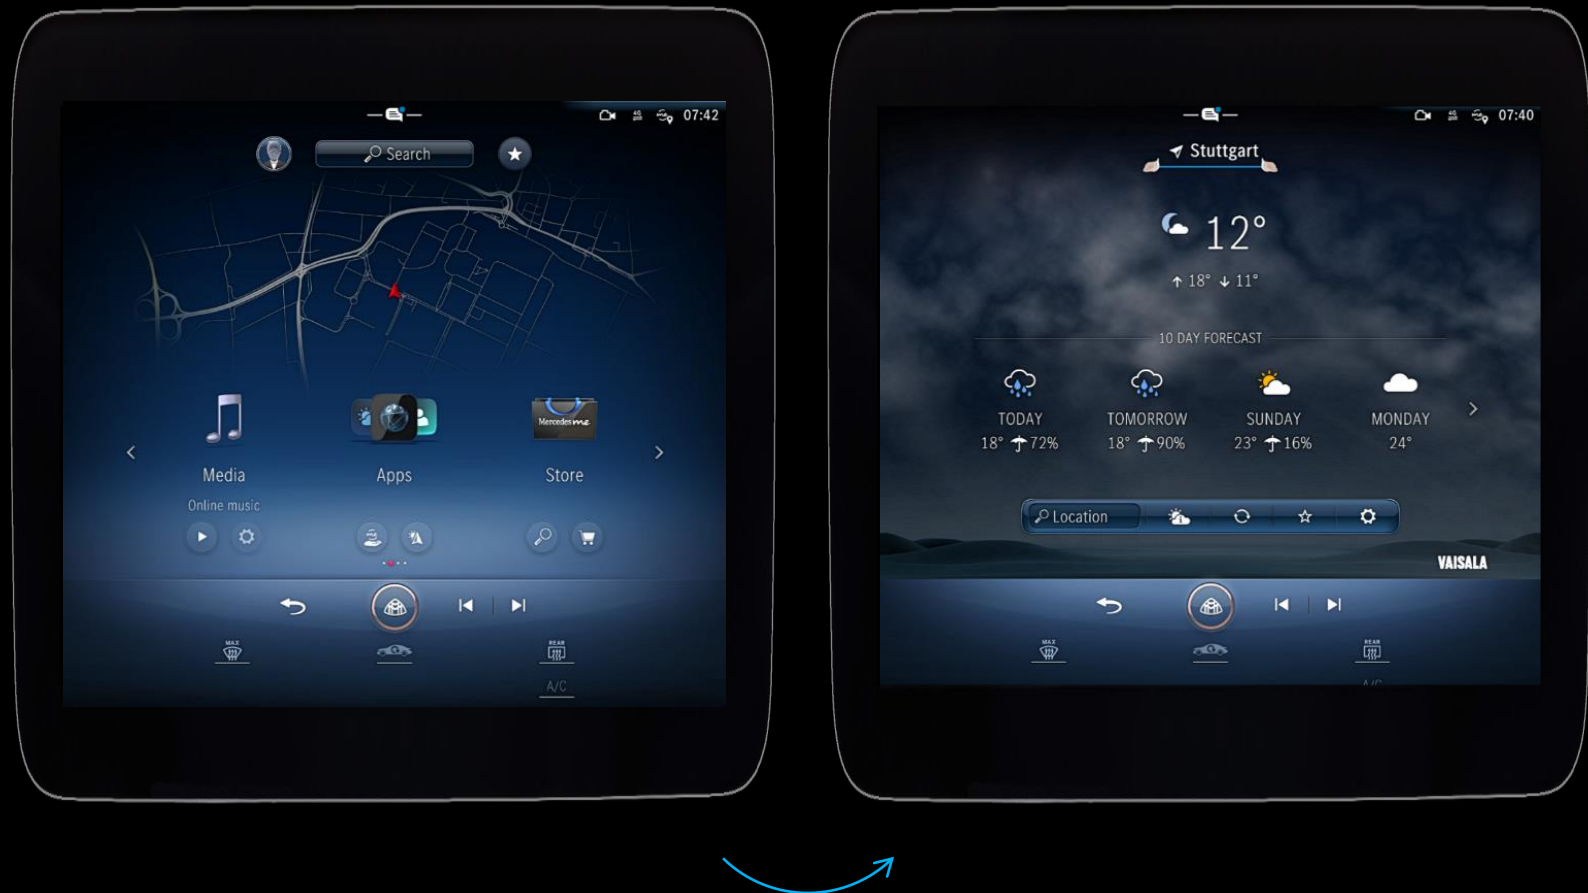 07:42
Search
Mercedes me
Media
Apps
Store
Online music
MAX
REAR
A/C
07:40
Stuttgart
12°
18° 11°
10 DAY FORECAST
TODAY
TOMORROW
SUNDAY
MONDAY
18° 72%
18° 90%
23° 16%
24°
Location
VAISALA
MAX
REAR
A/C